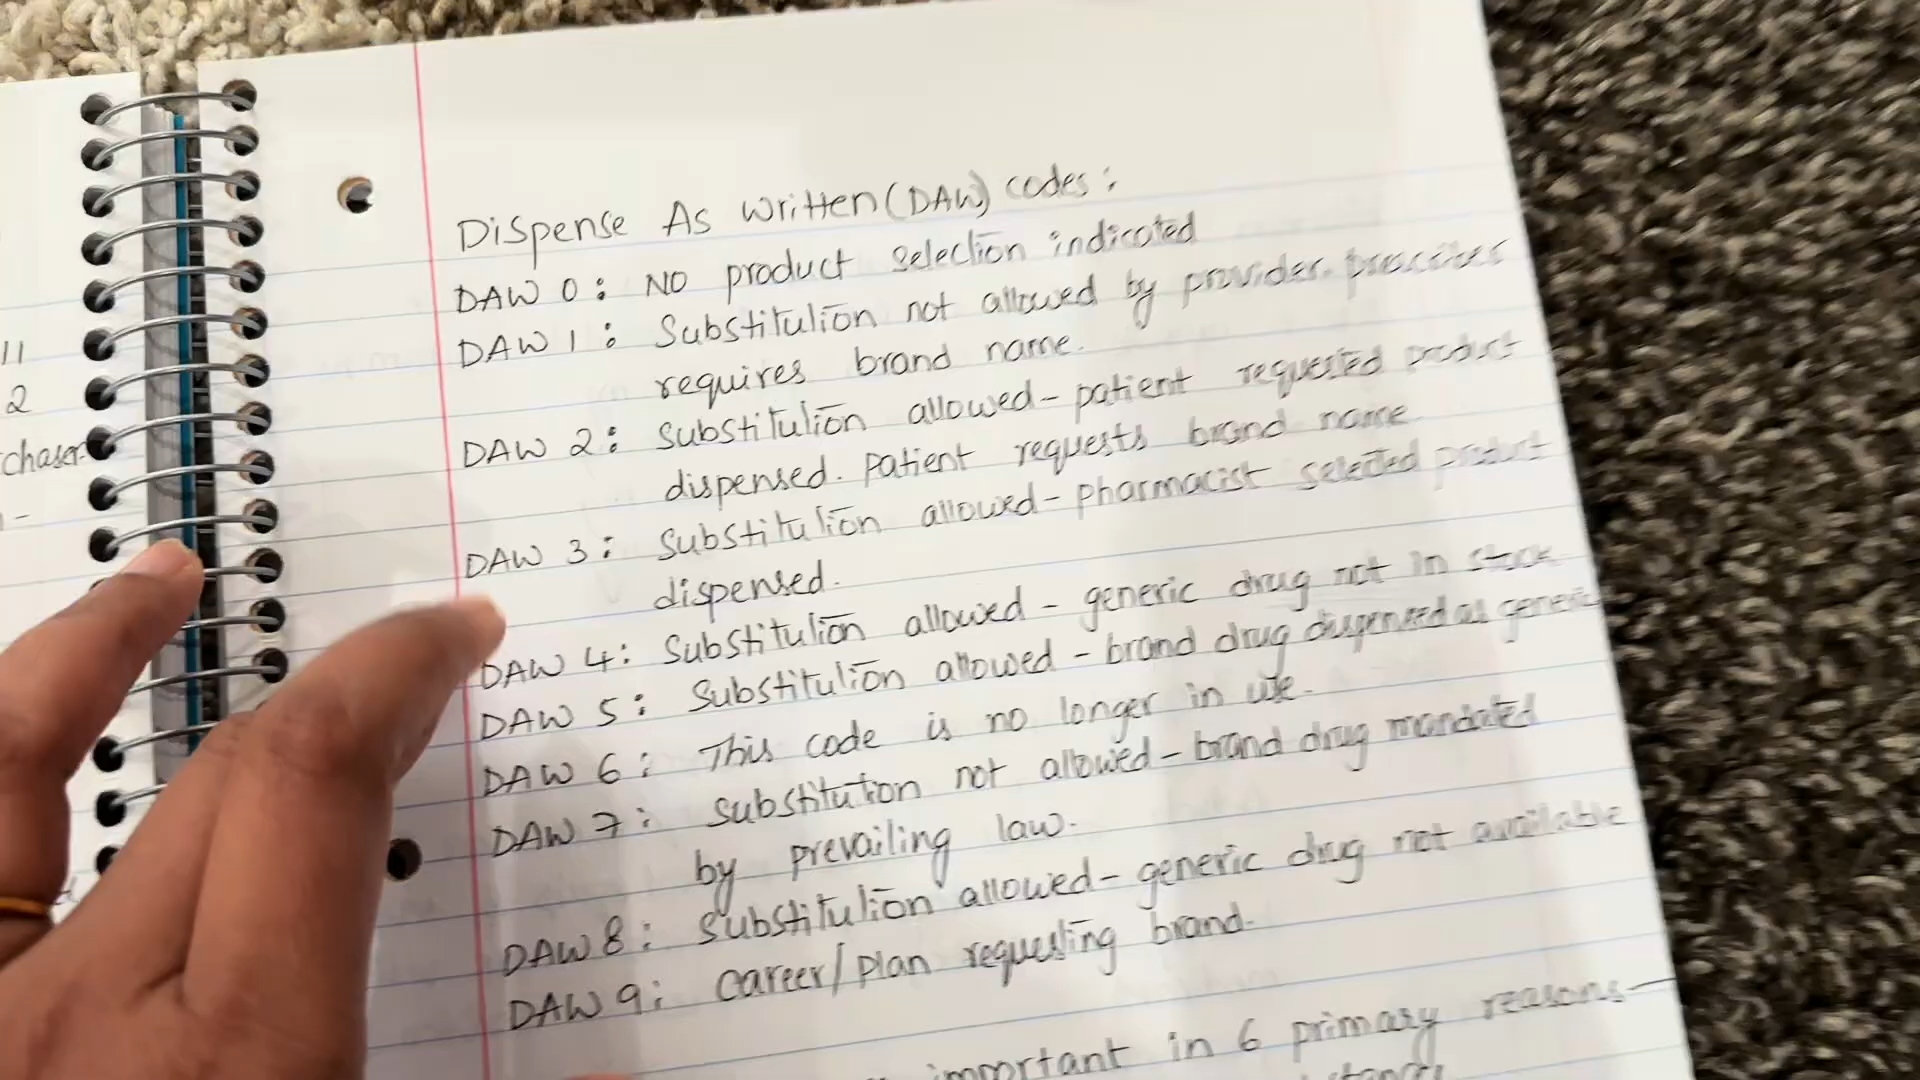 11
2
chaser.
Dispense As Written (DAW) codes:
DAW 0: No product selection indicated
DAW 1: Substitution not allowed by provider. prescriber
requires brand name.
DAW 2: Substitution allowed - patient requested product
dispensed. patient requests brand name
DAW 3: Substitution allowed - pharmacist selected product
dispensed.
DAW 4: Substitution allowed - generic drug not in stock
DAW 5: Substitution allowed - brand drug dispensed as generic
DAW 6: This code is no longer in use.
DAW 7: Substitution not allowed - brand drug mandated
by prevailing law.
DAW 8: Substitution allowed - generic drug not available
DAW 9: Career/plan requesting brand.
important in 6 primary reasons-